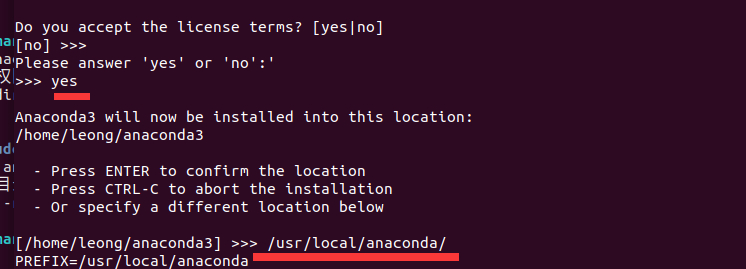 Do you accept the license terms? [yes|no]
[no] >>>
Please answer 'yes' or 'no':'
>>> yes
Anaconda3 will now be installed into this location:
/home/leong/anaconda3
- Press ENTER to confirm the location
- Press CTRL-C to abort the installation
- Or specify a different location below
[/home/leong/anaconda3] >>> /usr/local/anaconda/
PREFIX=/usr/local/anaconda